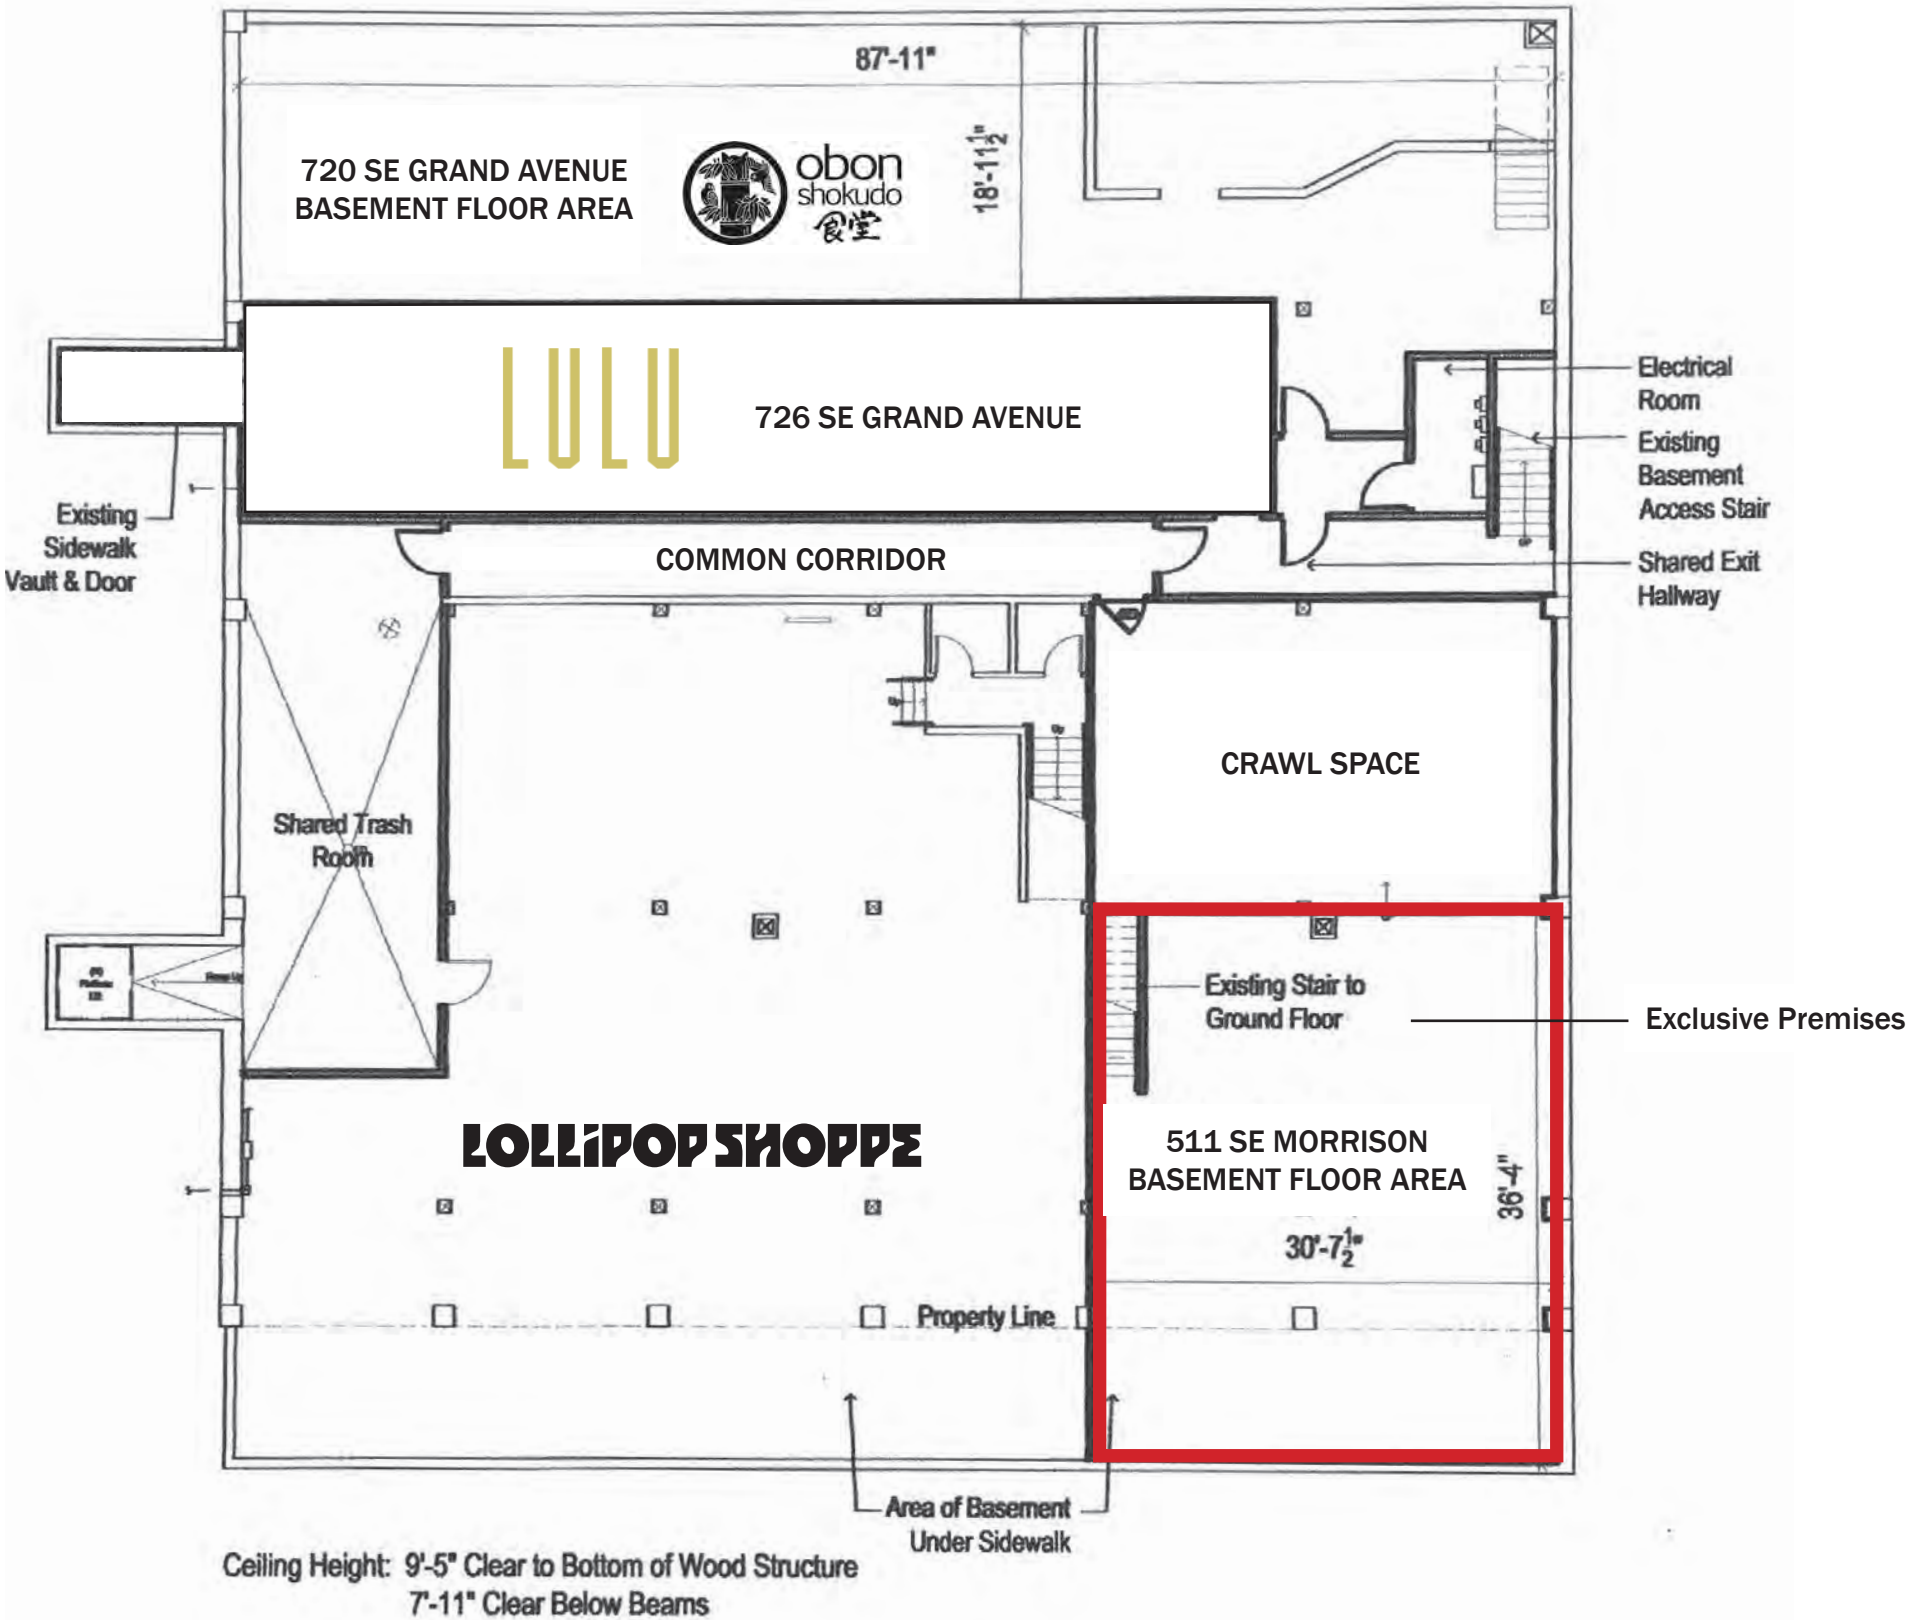 87'-11"
720 SE GRAND AVENUE
BASEMENT FLOOR AREA
obon
shokudo
食堂
18'-11½"
LULU
726 SE GRAND AVENUE
Electrical
Room
Existing
Basement
Access Stair
Existing
Sidewalk
Vault & Door
COMMON CORRIDOR
Shared Exit
Hallway
Up
Up
CRAWL SPACE
Shared Trash
Room
Existing Stair to
Ground Floor
Exclusive Premises
LOLLiPOP SHOPPE
511 SE MORRISON
BASEMENT FLOOR AREA
36'-4"
30'-7½"
Property Line
Area of Basement
Under Sidewalk
Ceiling Height: 9'-5" Clear to Bottom of Wood Structure
7'-11" Clear Below Beams